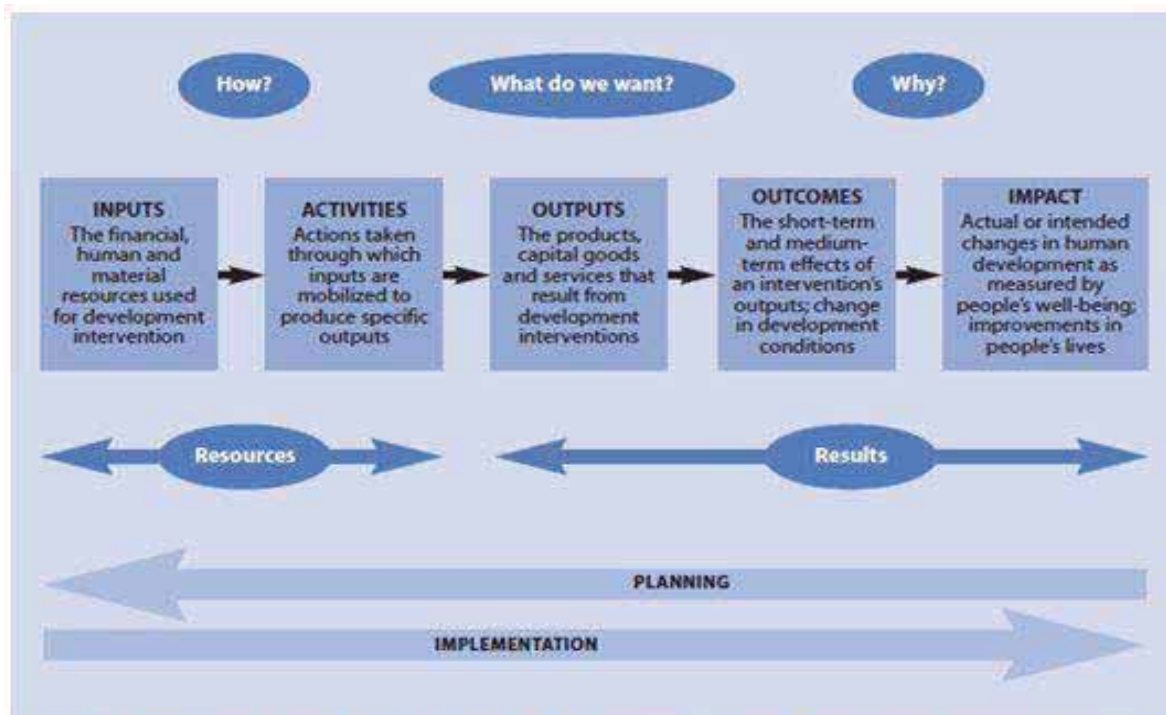 How?
What do we want?
Why?
INPUTS
The financial,
human and
material
resources used
for development
intervention
ACTIVITIES
Actions taken
through which
inputs are
mobilized to
produce specific
outputs
OUTPUTS
The products,
capital goods
and services that
result from
development
interventions
OUTCOMES
The short-term
and medium-
term effects of
an intervention's
outputs; change
in development
conditions
IMPACT
Actual or intended
changes in human
development as
measured by
people's well-being;
improvements in
people's lives
Resources
Results
PLANNING
IMPLEMENTATION